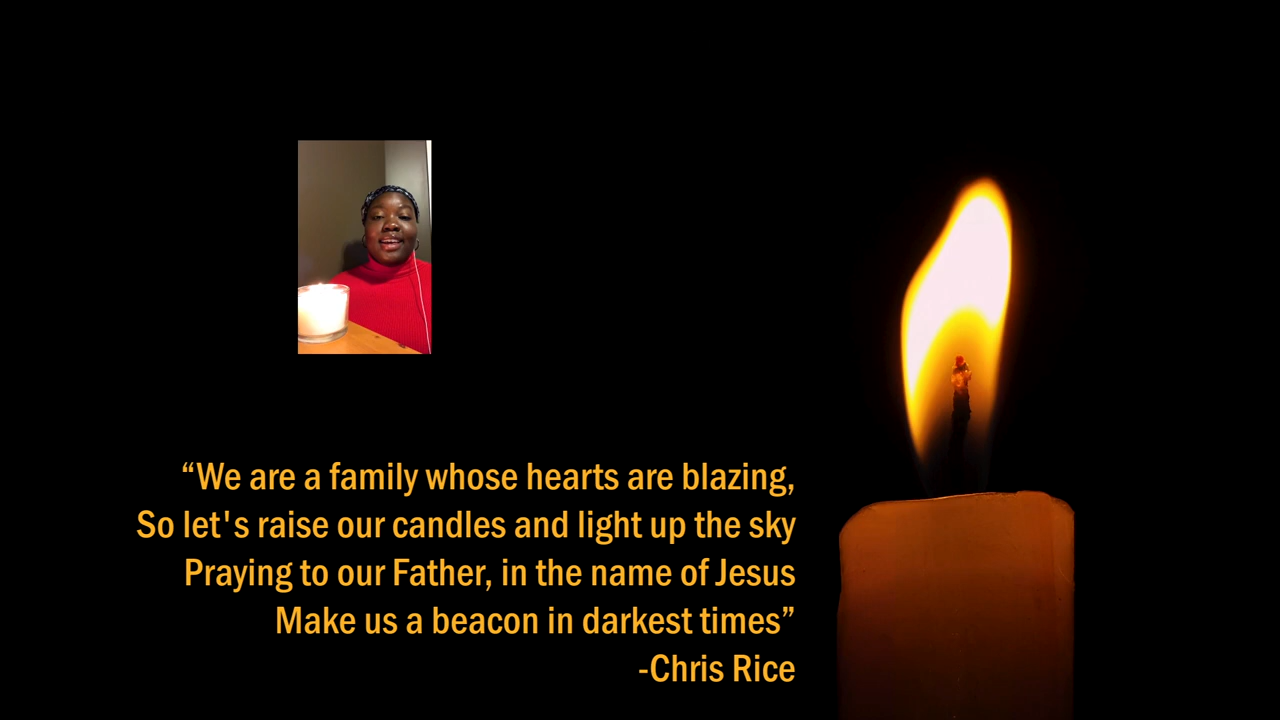 “We are a family whose hearts are blazing,
So let's raise our candles and light up the sky
Praying to our Father, in the name of Jesus
Make us a beacon in darkest times”
-Chris Rice